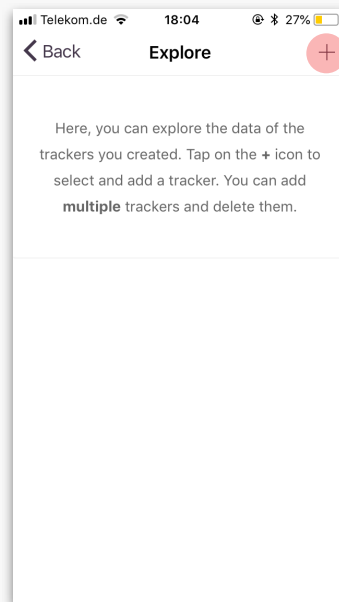 Telekom.de 18:04 27%
Back Explore +
Here, you can explore the data of the
trackers you created. Tap on the + icon to
select and add a tracker. You can add
multiple trackers and delete them.